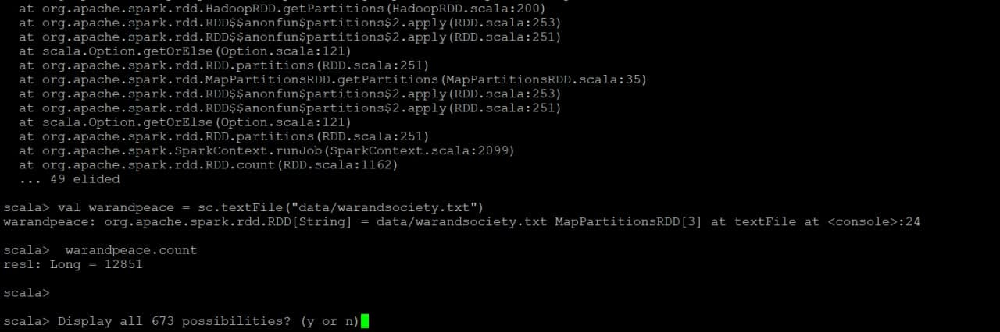 at org.apache.spark.rdd.HadoopRDD.getPartitions(HadoopRDD.scala:200)
at org.apache.spark.rdd.RDD$$anonfun$partitions$2.apply(RDD.scala:253)
at org.apache.spark.rdd.RDD$$anonfun$partitions$2.apply(RDD.scala:251)
at scala.Option.getOrElse(Option.scala:121)
at org.apache.spark.rdd.RDD.partitions(RDD.scala:251)
at org.apache.spark.rdd.MapPartitionsRDD.getPartitions(MapPartitionsRDD.scala:35)
at org.apache.spark.rdd.RDD$$anonfun$partitions$2.apply(RDD.scala:253)
at org.apache.spark.rdd.RDD$$anonfun$partitions$2.apply(RDD.scala:251)
at scala.Option.getOrElse(Option.scala:121)
at org.apache.spark.rdd.RDD.partitions(RDD.scala:251)
at org.apache.spark.SparkContext.runJob(SparkContext.scala:2099)
at org.apache.spark.rdd.RDD.count(RDD.scala:1162)
... 49 elided
scala> val warandpeace = sc.textFile("data/warandsociety.txt")
warandpeace: org.apache.spark.rdd.RDD[String] = data/warandsociety.txt MapPartitionsRDD[3] at textFile at <console>:24
scala>  warandpeace.count
res1: Long = 12851
scala>
scala> Display all 673 possibilities? (y or n)